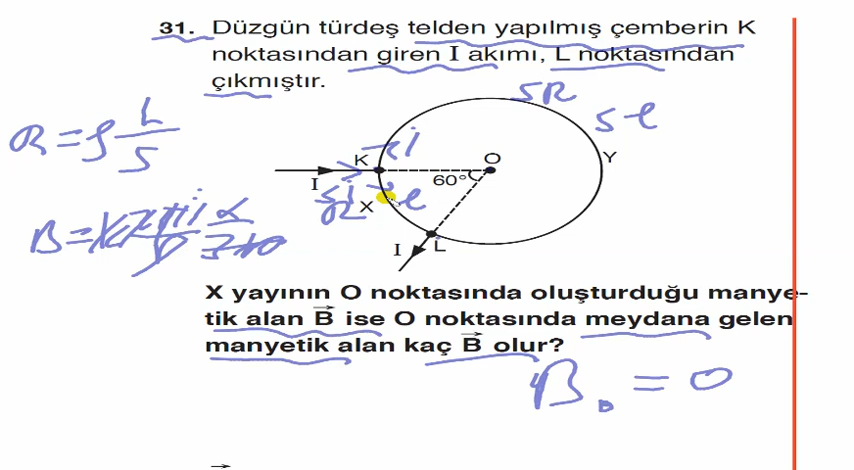 31. Düzgün türdeş telden yapılmış çemberin K
noktasından giren I akımı, L noktasından
çıkmıştır.
5R
5l
R = ρ L/S
i
K
O
Y
60°
I
5i
l
X
L
I
X yayının O noktasında oluşturduğu manye-
tik alan B⃗ ise O noktasında meydana gelen
manyetik alan kaç B⃗ olur?
B₀ = 0